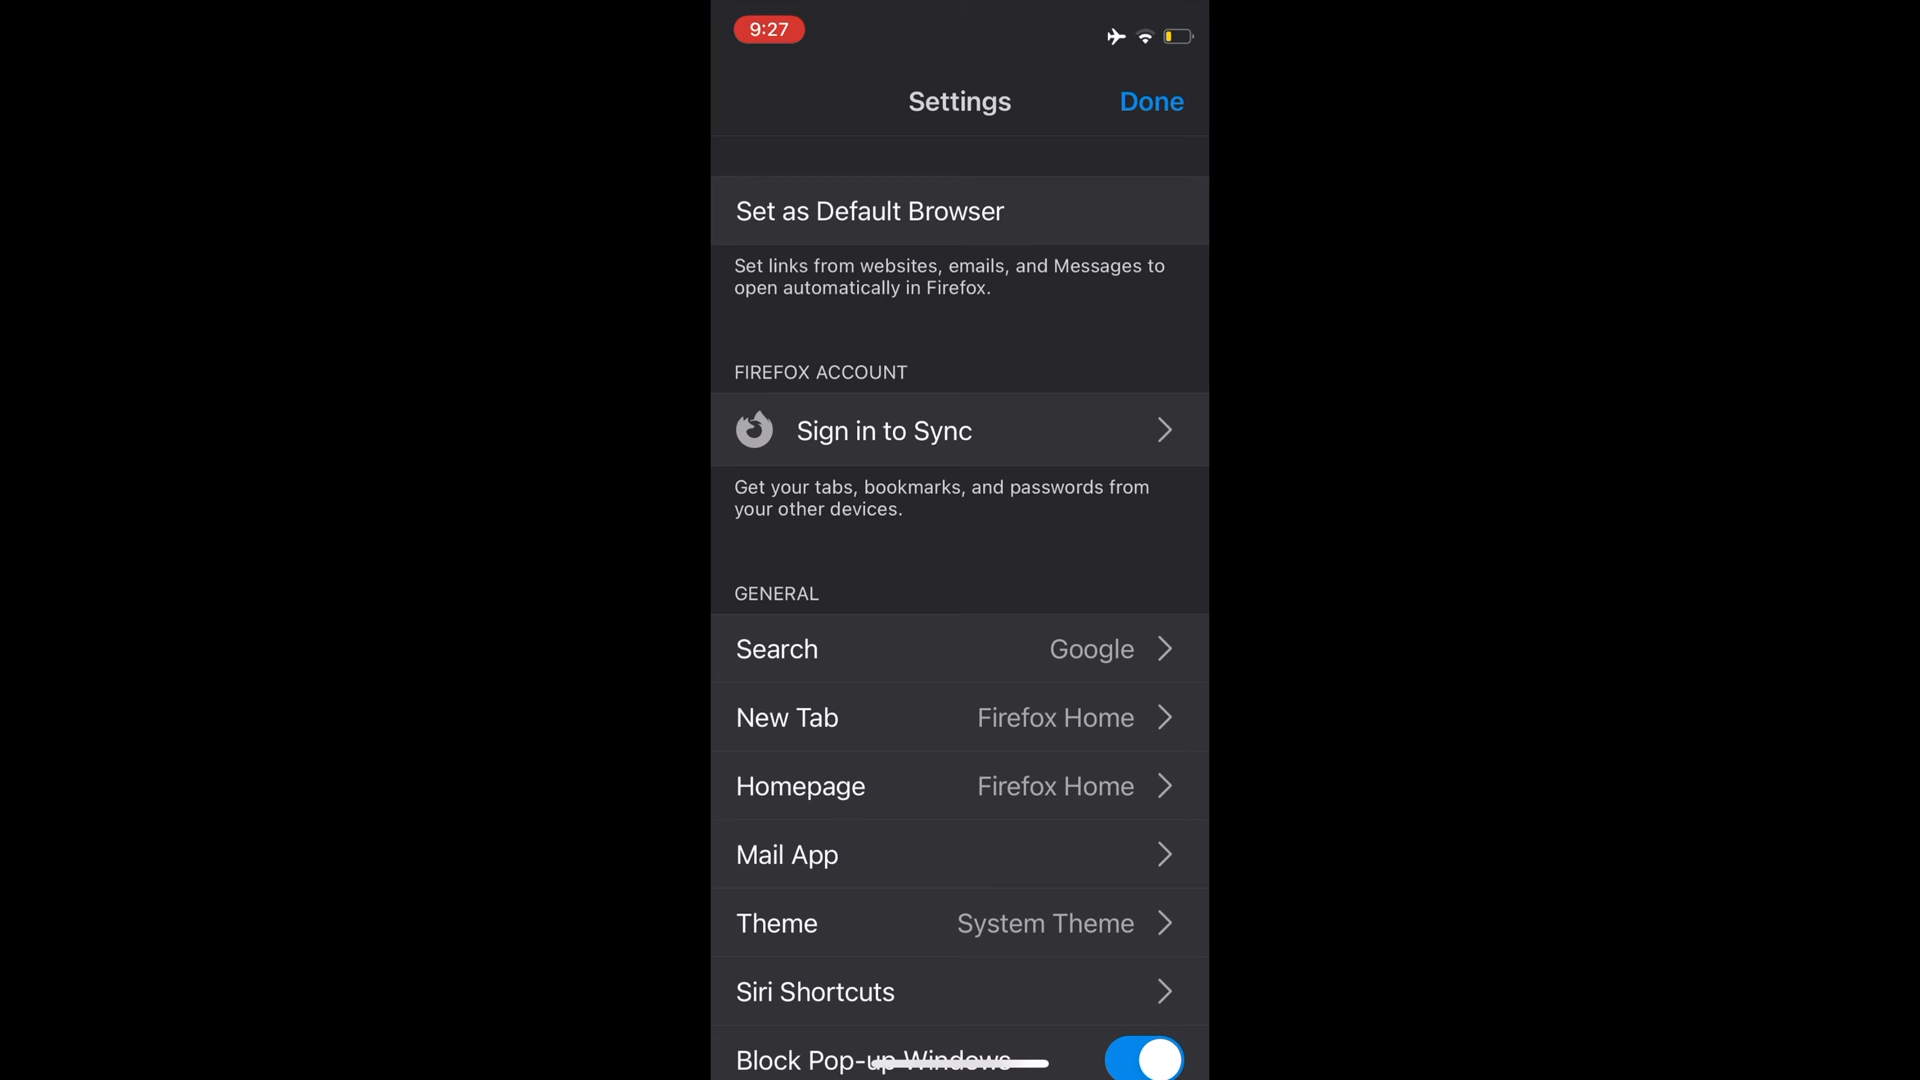 9:27
Settings
Done
Set as Default Browser
Set links from websites, emails, and Messages to
open automatically in Firefox.
FIREFOX ACCOUNT
Sign in to Sync
Get your tabs, bookmarks, and passwords from
your other devices.
GENERAL
Search Google
New Tab Firefox Home
Homepage Firefox Home
Mail App
Theme System Theme
Siri Shortcuts
Block Pop-up Windows